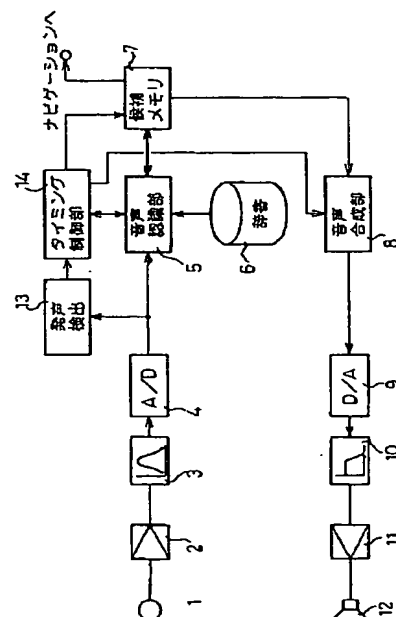 ナビゲーションへ
7
候補
メモリ
14
タイミング
制御部
13
発声
検出
音声
認識部
5
辞書
6
音声
合成部
8
A/D
4
D/A
9
3
10
2
11
1
12